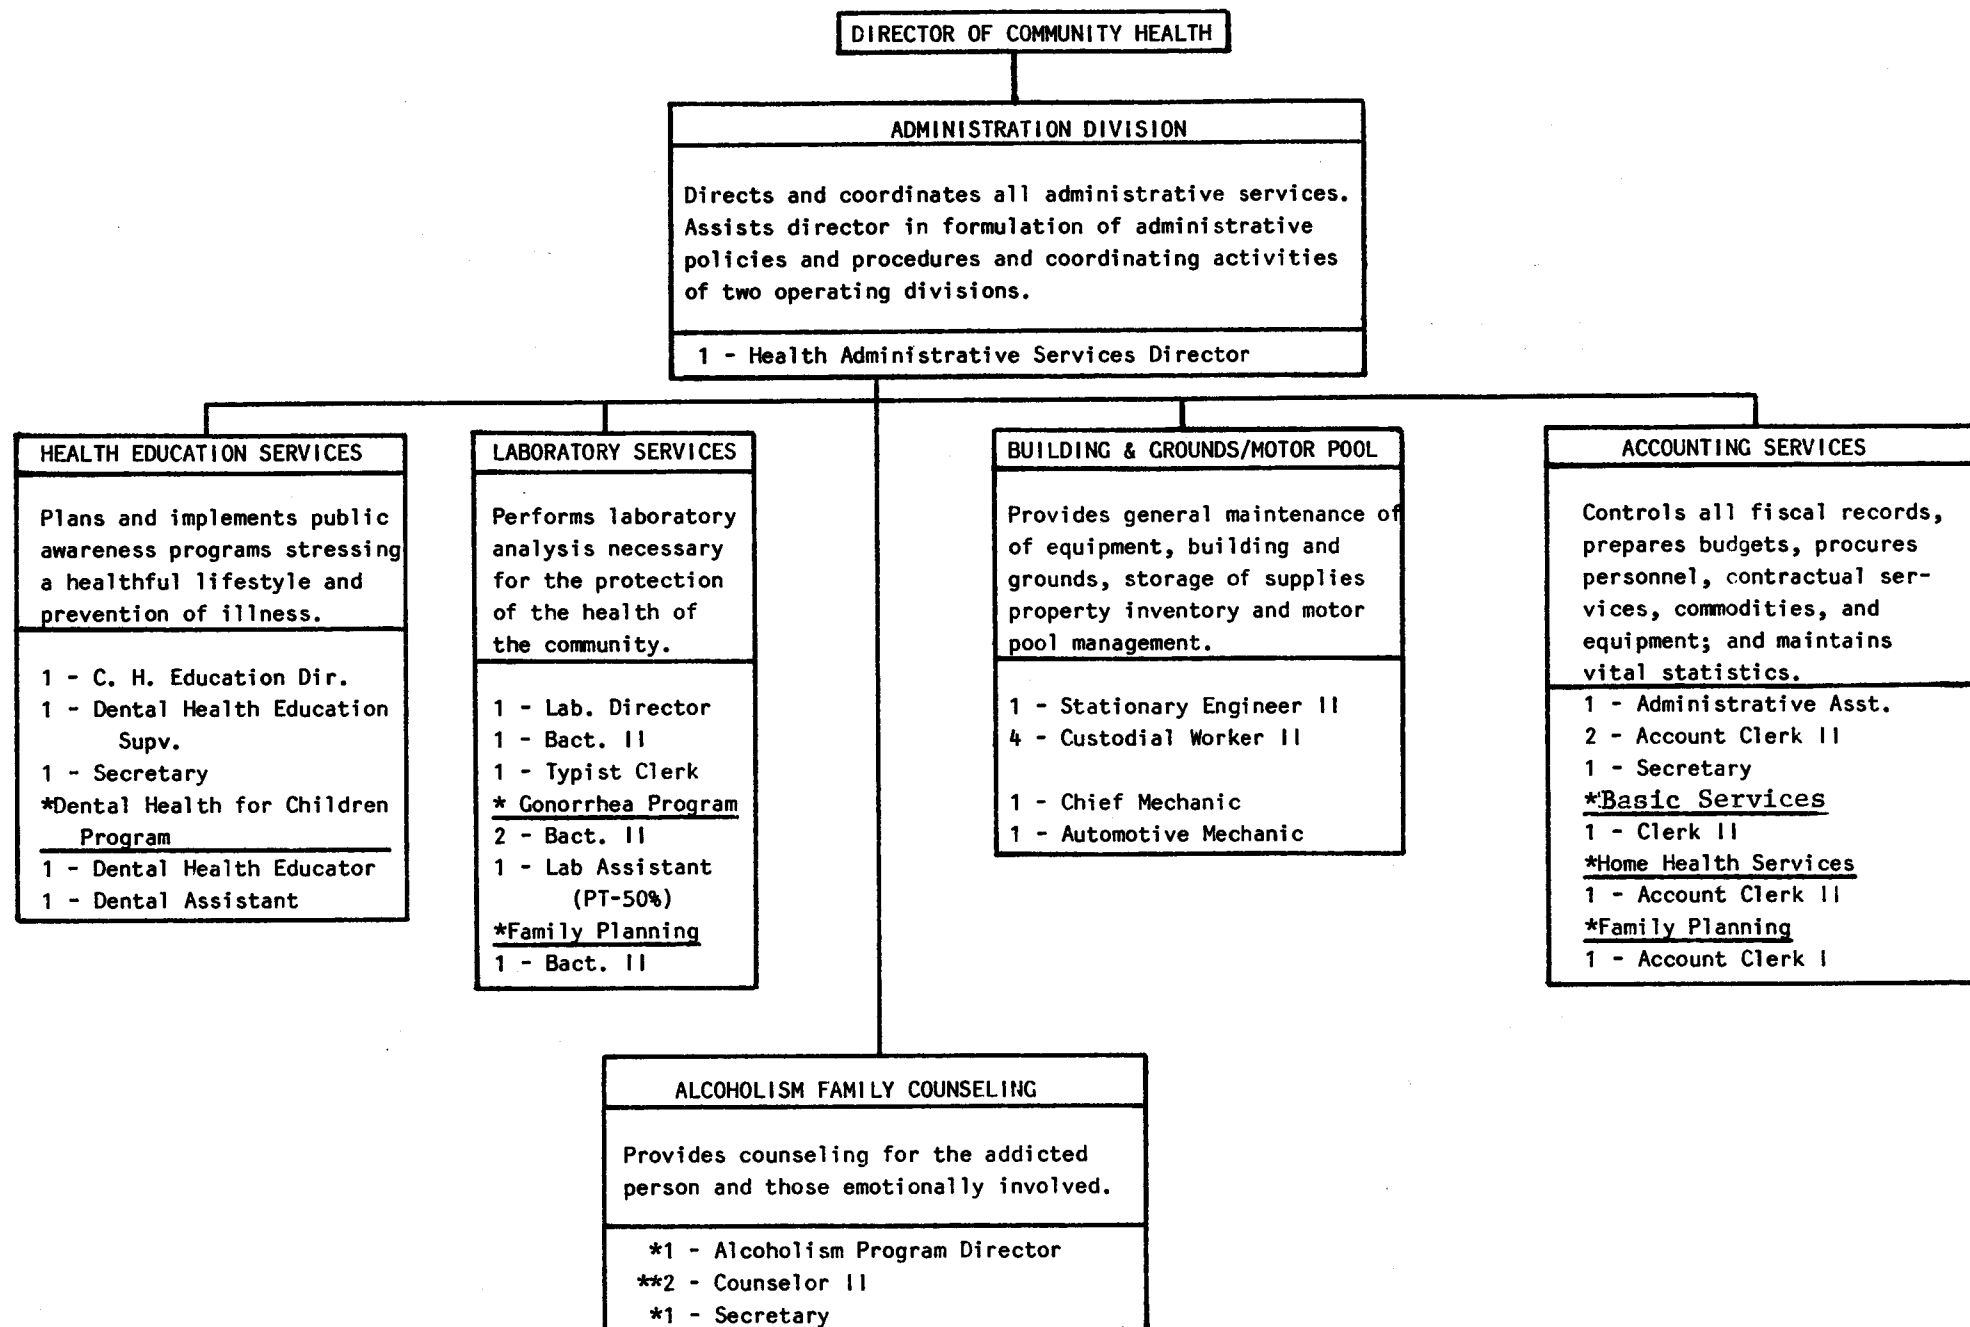 DIRECTOR OF COMMUNITY HEALTH
ADMINISTRATION DIVISION
Directs and coordinates all administrative services.
Assists director in formulation of administrative
policies and procedures and coordinating activities
of two operating divisions.
1 - Health Administrative Services Director
HEALTH EDUCATION SERVICES
Plans and implements public
awareness programs stressing
a healthful lifestyle and
prevention of illness.
1 - C. H. Education Dir.
1 - Dental Health Education
Supv.
1 - Secretary
*Dental Health for Children
Program
1 - Dental Health Educator
1 - Dental Assistant
LABORATORY SERVICES
Performs laboratory
analysis necessary
for the protection
of the health of
the community.
1 - Lab. Director
1 - Bact. II
1 - Typist Clerk
* Gonorrhea Program
2 - Bact. II
1 - Lab Assistant
(PT-50%)
*Family Planning
1 - Bact. II
BUILDING & GROUNDS/MOTOR POOL
Provides general maintenance of
of equipment, building and
grounds, storage of supplies
property inventory and motor
pool management.
1 - Stationary Engineer II
4 - Custodial Worker II
1 - Chief Mechanic
1 - Automotive Mechanic
ACCOUNTING SERVICES
Controls all fiscal records,
prepares budgets, procures
personnel, contractual ser-
vices, commodities, and
equipment; and maintains
vital statistics.
1 - Administrative Asst.
2 - Account Clerk II
1 - Secretary
*Basic Services
1 - Clerk II
*Home Health Services
1 - Account Clerk II
*Family Planning
1 - Account Clerk I
ALCOHOLISM FAMILY COUNSELING
Provides counseling for the addicted
person and those emotionally involved.
*1 - Alcoholism Program Director
**2 - Counselor II
*1 - Secretary